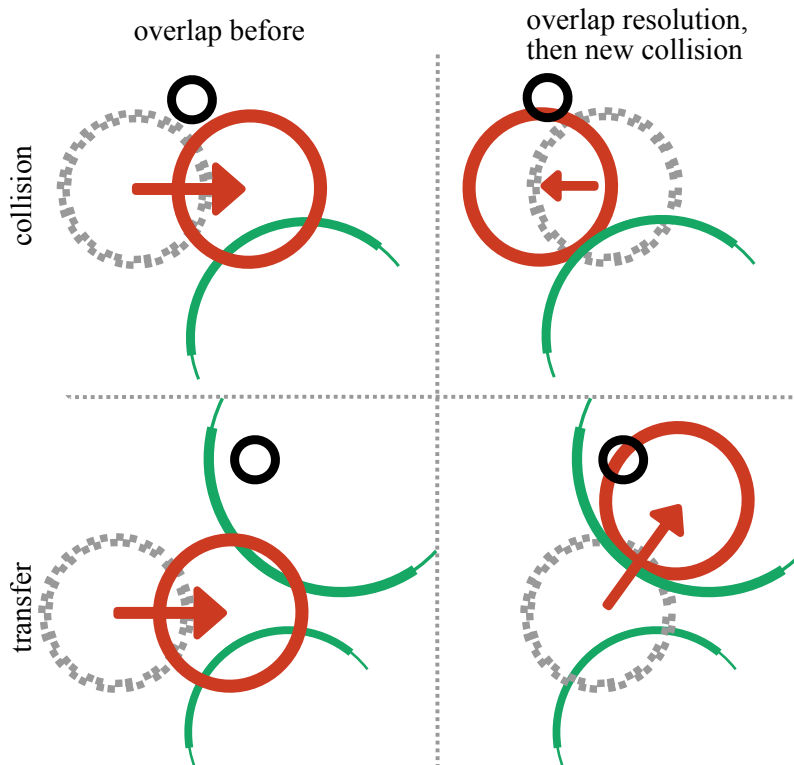 overlap before
overlap resolution,
then new collision
collision
transfer